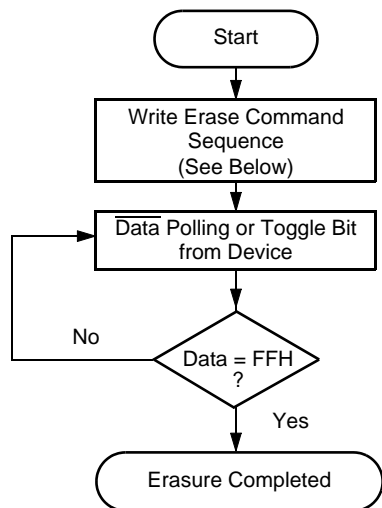 Start
Write Erase Command
Sequence
(See Below)
Data Polling or Toggle Bit
from Device
No
Data = FFH
?
Yes
Erasure Completed